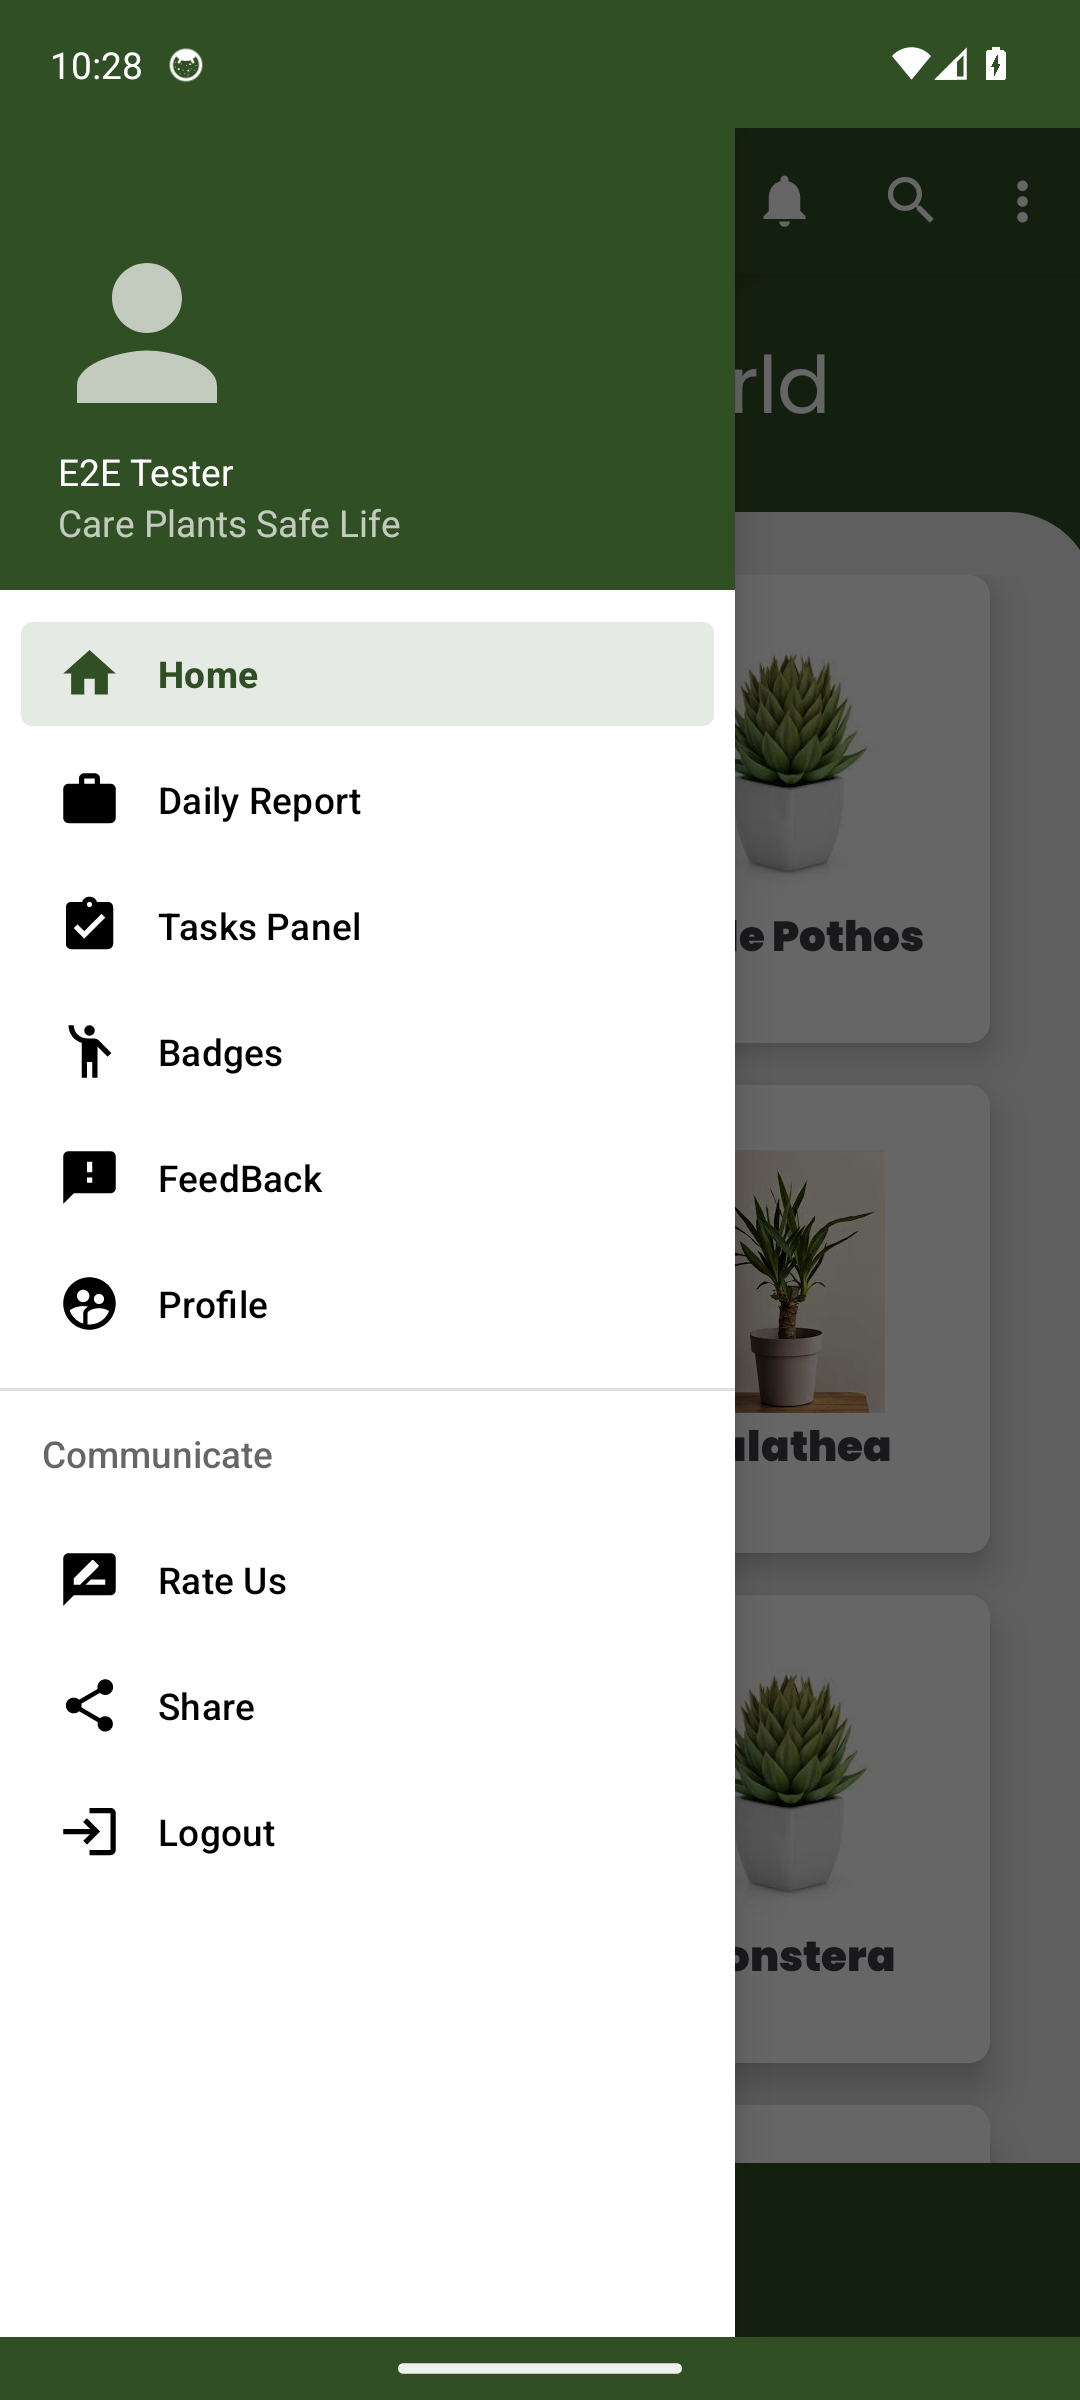 10:28
rld
E2E Tester
Care Plants Safe Life
Home
Daily Report
Tasks Panel
le Pothos
Badges
FeedBack
Profile
Communicate
alathea
Rate Us
Share
Logout
onstera